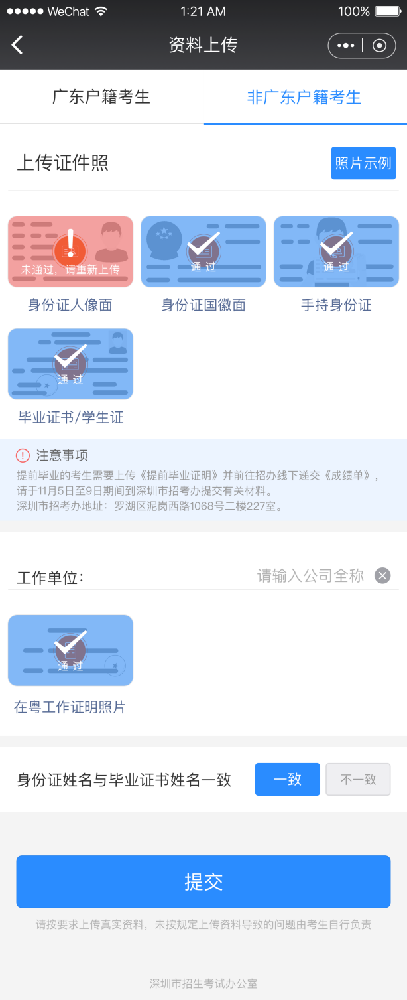 WeChat 1:21 AM 100%
资料上传
广东户籍考生 非广东户籍考生
上传证件照 照片示例
未通过，请重新上传 通过 通过
身份证人像面 身份证国徽面 手持身份证
通过
毕业证书/学生证
注意事项
提前毕业的考生需要上传《提前毕业证明》并前往招办线下递交《成绩单》，
请于11月5日至9日期间到深圳市招考办提交有关材料。
深圳市招考办地址：罗湖区泥岗西路1068号二楼227室。
工作单位： 请输入公司全称
通过
在粤工作证明照片
身份证姓名与毕业证书姓名一致 一致 不一致
提交
请按要求上传真实资料，未按规定上传资料导致的问题由考生自行负责
深圳市招生考试办公室